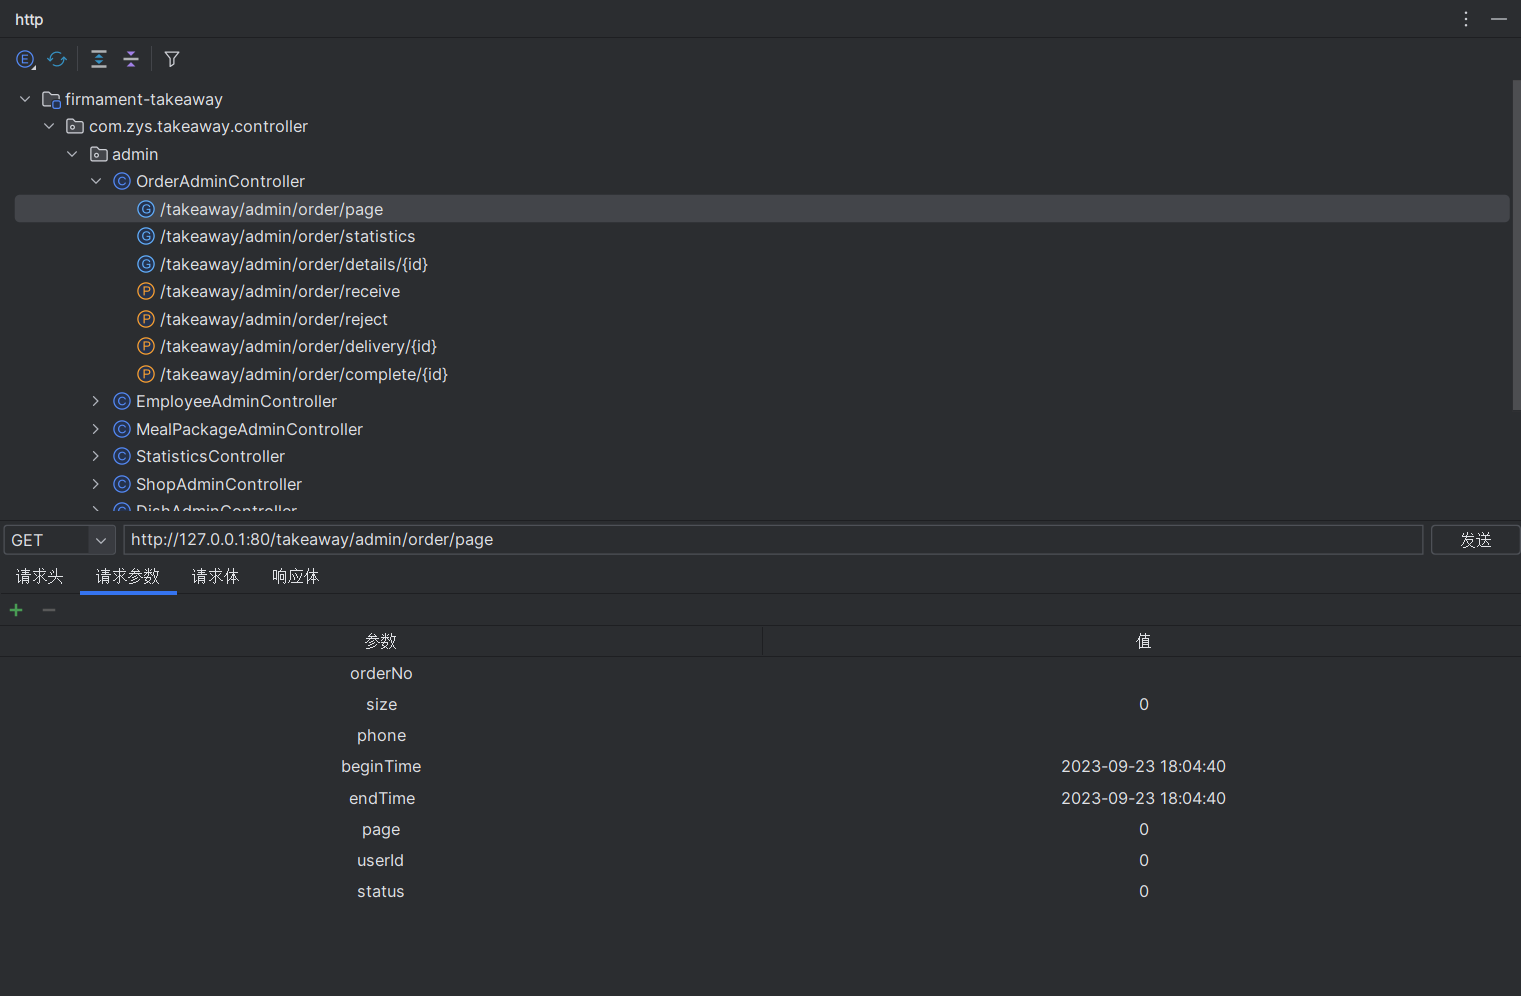 http
E
firmament-takeaway
com.zys.takeaway.controller
admin
C OrderAdminController
G /takeaway/admin/order/page
G /takeaway/admin/order/statistics
G /takeaway/admin/order/details/{id}
P /takeaway/admin/order/receive
P /takeaway/admin/order/reject
P /takeaway/admin/order/delivery/{id}
P /takeaway/admin/order/complete/{id}
C EmployeeAdminController
C MealPackageAdminController
C StatisticsController
C ShopAdminController
C DishAdminController
GET http://127.0.0.1:80/takeaway/admin/order/page 发送
请求头 请求参数 请求体 响应体
参数 值
orderNo
size 0
phone
beginTime 2023-09-23 18:04:40
endTime 2023-09-23 18:04:40
page 0
userId 0
status 0